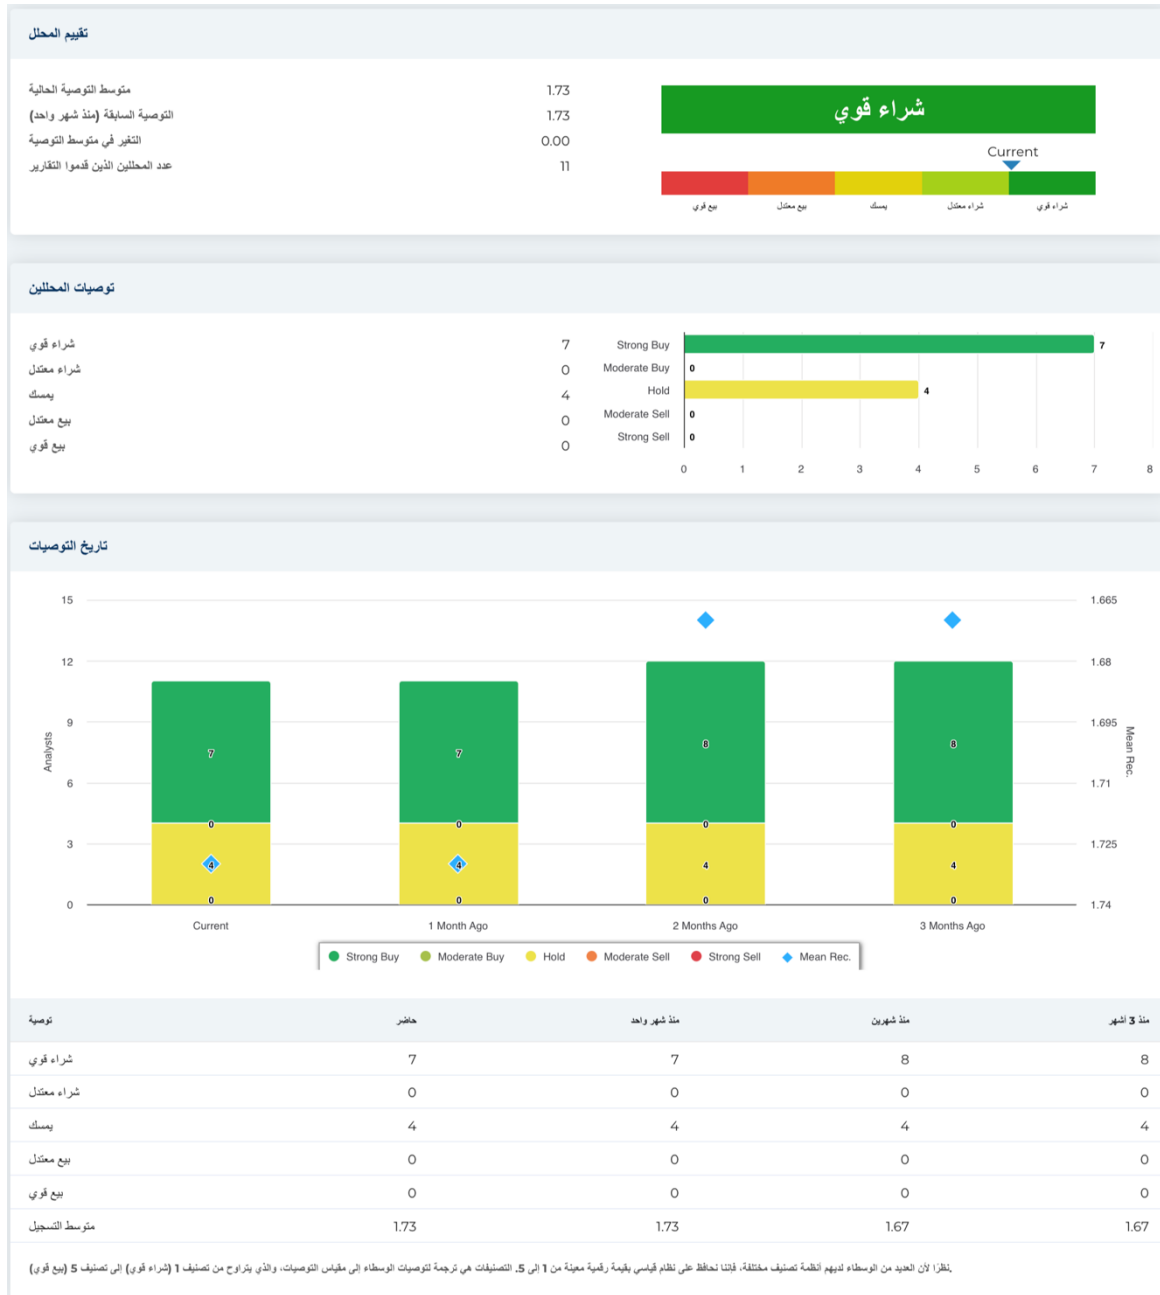 تقييم المحلل
متوسط التوصية الحالية 1.73
التوصية السابقة (منذ شهر واحد) 1.73
التغير في متوسط التوصية 0.00
عدد المحللين الذين قدموا التقارير 11
شراء قوي
Current
بيع قوي بيع معتدل يمسك شراء معتدل شراء قوي
توصيات المحللين
شراء قوي 7
شراء معتدل 0
يمسك 4
بيع معتدل 0
بيع قوي 0
Strong Buy 7
Moderate Buy 0
Hold 4
Moderate Sell 0
Strong Sell 0
0 1 2 3 4 5 6 7 8
تاريخ التوصيات
15 1.665
12 1.68
9 1.695
6 1.71
3 1.725
0 1.74
Analysts
Mean Rec.
7 7 8 8
0 0 0 0
4 4 4 4
0 0 0 0
Current 1 Month Ago 2 Months Ago 3 Months Ago
Strong Buy Moderate Buy Hold Moderate Sell Strong Sell Mean Rec.
توصية حاضر منذ شهر واحد منذ شهرين منذ 3 أشهر
شراء قوي 7 7 8 8
شراء معتدل 0 0 0 0
يمسك 4 4 4 4
بيع معتدل 0 0 0 0
بيع قوي 0 0 0 0
متوسط التسجيل 1.73 1.73 1.67 1.67
نظرًا لأن العديد من الوسطاء لديهم أنظمة تصنيف مختلفة، فإننا نحافظ على نظام قياسي بقيمة رقمية معينة من 1 إلى 5. التصنيفات هي ترجمة لتوصيات الوسطاء إلى مقياس التوصيات، والذي يتراوح من تصنيف 1 (شراء قوي) إلى تصنيف 5 (بيع قوي).